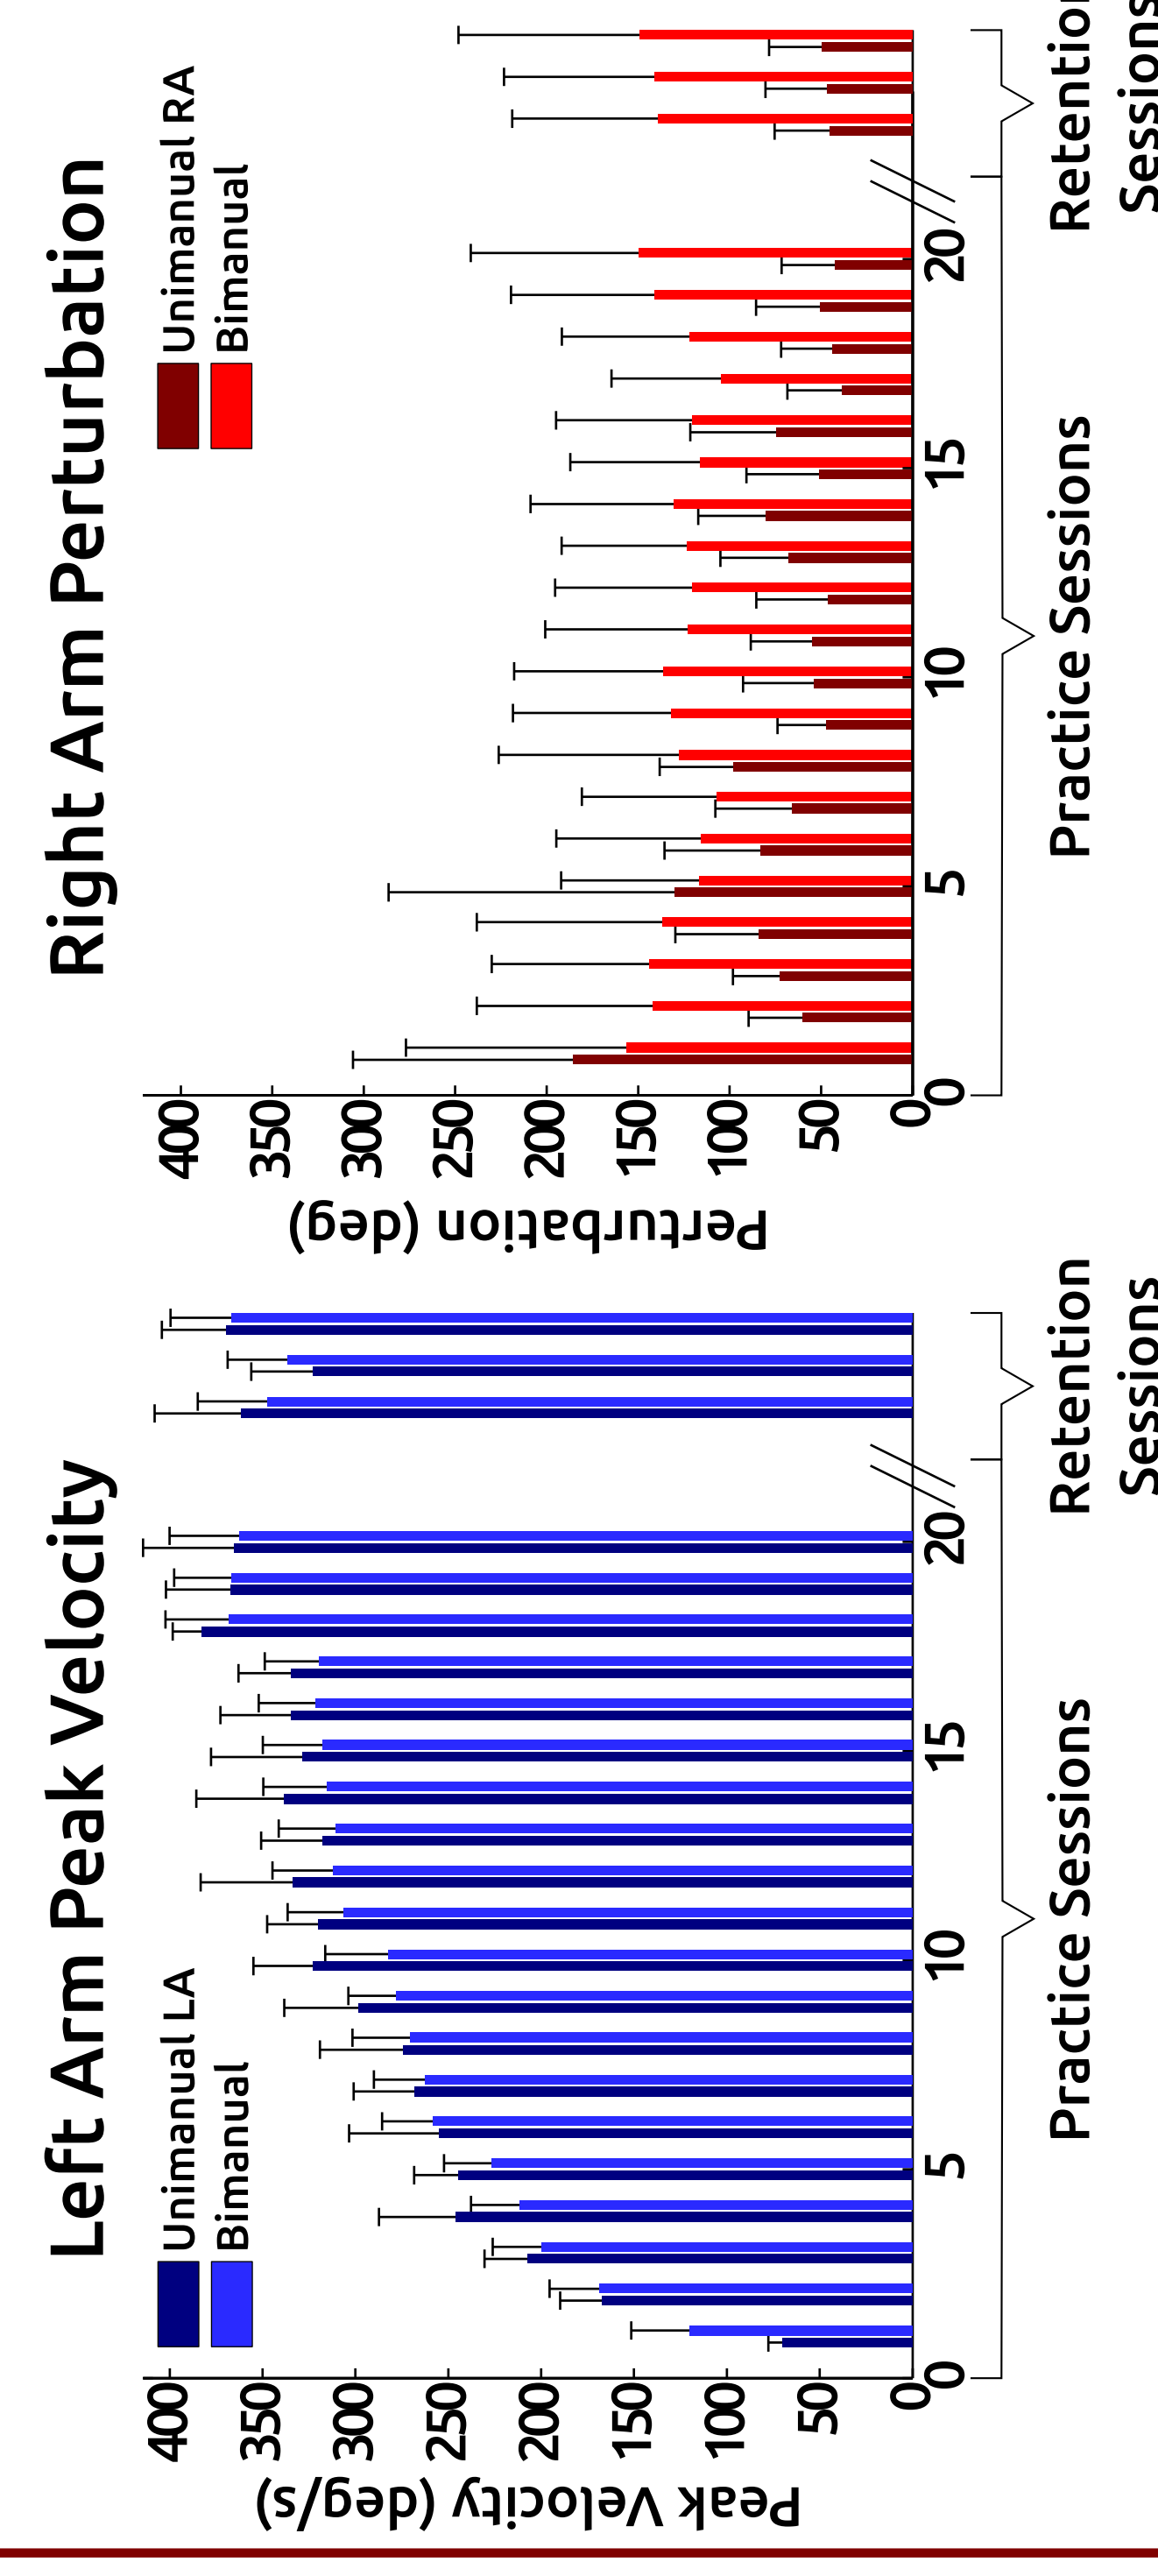 Left Arm Peak Velocity
Unimanual LA
Bimanual
Peak Velocity (deg/s)
400
350
300
250
200
150
100
50
0
0 5 10 15 20
Practice Sessions
Retention
Sessions
Right Arm Perturbation
Unimanual RA
Bimanual
Perturbation (deg)
400
350
300
250
200
150
100
50
0
0 5 10 15 20
Practice Sessions
Retention
Sessions